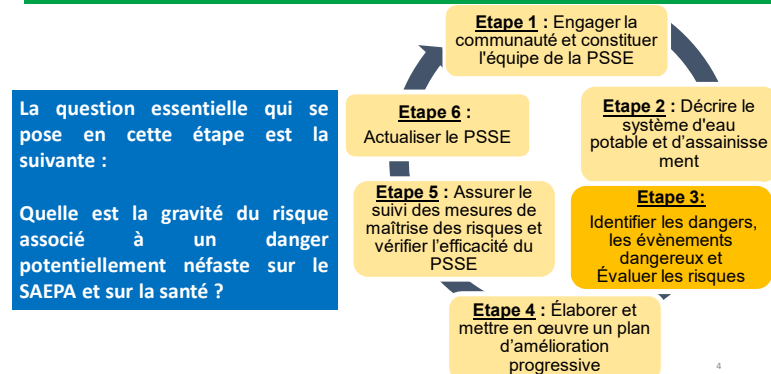 La question essentielle qui se
pose en cette étape est la
suivante :
Quelle est la gravité du risque
associé à un danger
potentiellement néfaste sur le
SAEPA et sur la santé ?
Etape 1 : Engager la
communauté et constituer
l'équipe de la PSSE
Etape 2 : Décrire le
système d'eau
potable et d'assainisse
ment
Etape 3:
Identifier les dangers,
les évènements
dangereux et
Évaluer les risques
Etape 4 : Élaborer et
mettre en œuvre un plan
d'amélioration
progressive
Etape 5 : Assurer le
suivi des mesures de
maîtrise des risques et
vérifier l'efficacité du
PSSE
Etape 6 :
Actualiser le PSSE
4